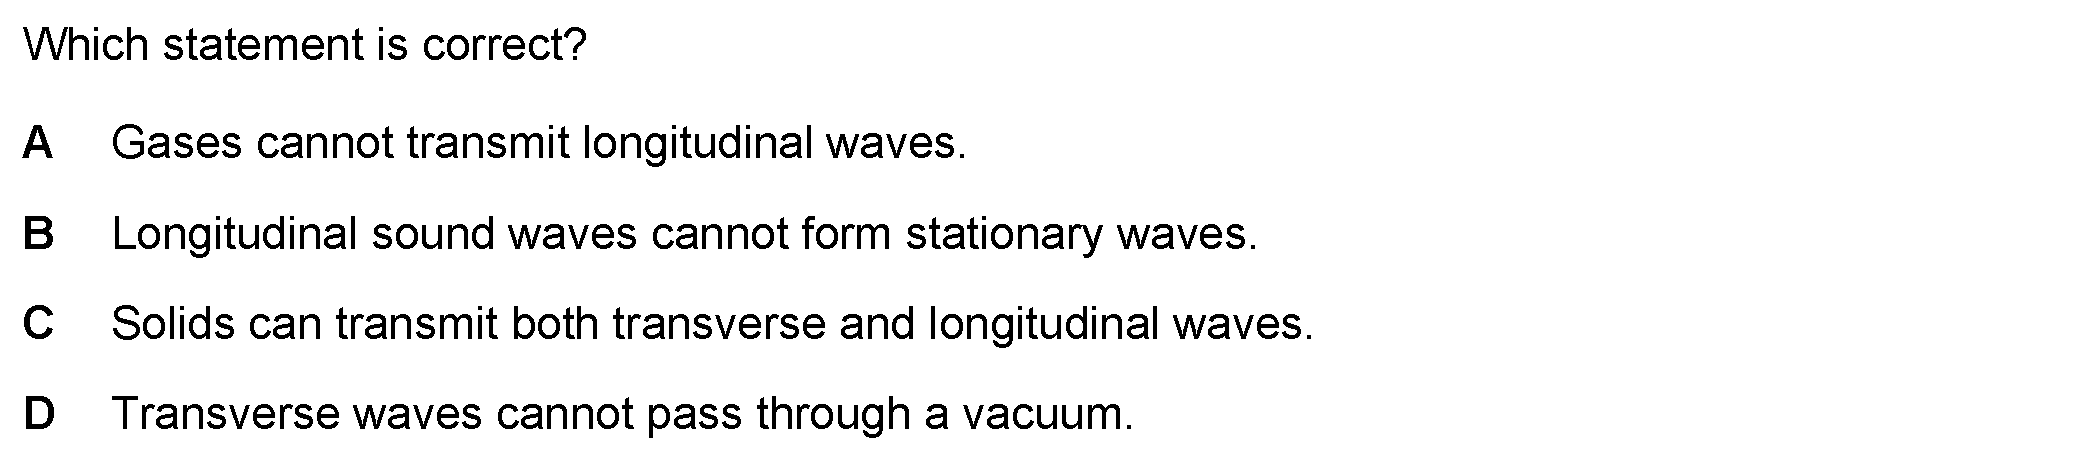 Which statement is correct?
A Gases cannot transmit longitudinal waves.
B Longitudinal sound waves cannot form stationary waves.
C Solids can transmit both transverse and longitudinal waves.
D Transverse waves cannot pass through a vacuum.